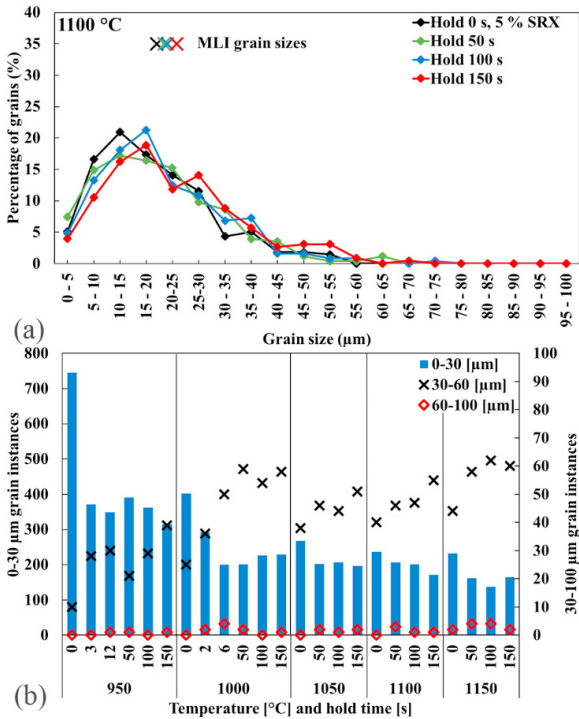 1100 °C
MLI grain sizes
Hold 0 s, 5 % SRX
Hold 50 s
Hold 100 s
Hold 150 s
Percentage of grains (%)
40
35
30
25
20
15
10
5
0
0 - 5
5 - 10
10 - 15
15 - 20
20-25
25-30
30 - 35
35 - 40
40 - 45
45 - 50
50 - 55
55 - 60
60 - 65
65 - 70
70 - 75
75 - 80
80 - 85
85 - 90
90 - 95
95 - 100
(a)
Grain size (µm)
0-30 [µm]
30-60 [µm]
60-100 [µm]
0-30 µm grain instances
800
700
600
500
400
300
200
100
0
100
90
80
70
60
50
40
30
20
10
0
30-100 µm grain instances
0 3 12 50 100 150 0 2 6 50 100 150 0 50 100 150 0 50 100 150 0 50 100 150
950 1000 1050 1100 1150
(b)
Temperature [°C] and hold time [s]